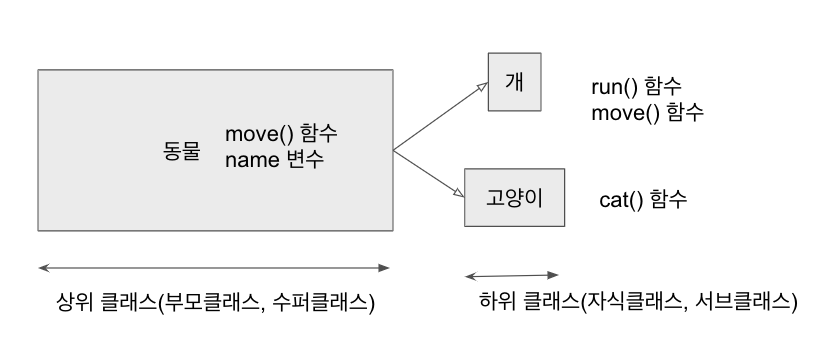 동물
move() 함수
name 변수
개
run() 함수
move() 함수
고양이
cat() 함수
상위 클래스(부모클래스, 수퍼클래스)
하위 클래스(자식클래스, 서브클래스)